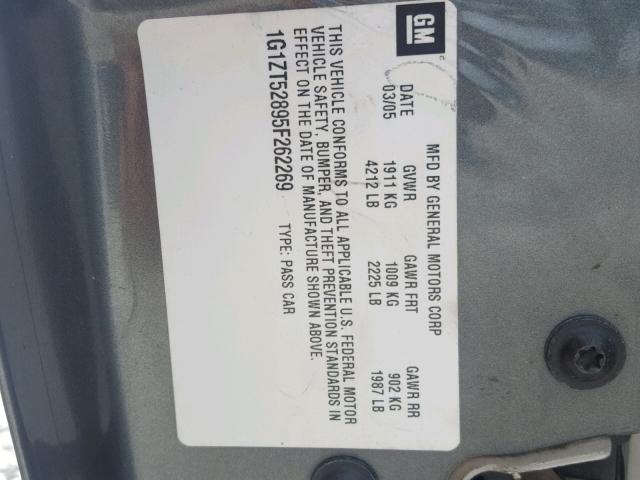 GM
MFD BY GENERAL MOTORS CORP
DATE GVWR GAWR FRT GAWR RR
03/05 1911 KG 1009 KG 902 KG
4212 LB 2225 LB 1987 LB
THIS VEHICLE CONFORMS TO ALL APPLICABLE U.S. FEDERAL MOTOR
VEHICLE SAFETY, BUMPER, AND THEFT PREVENTION STANDARDS IN
EFFECT ON THE DATE OF MANUFACTURE SHOWN ABOVE.
1G1ZT52895F262269 TYPE: PASS CAR